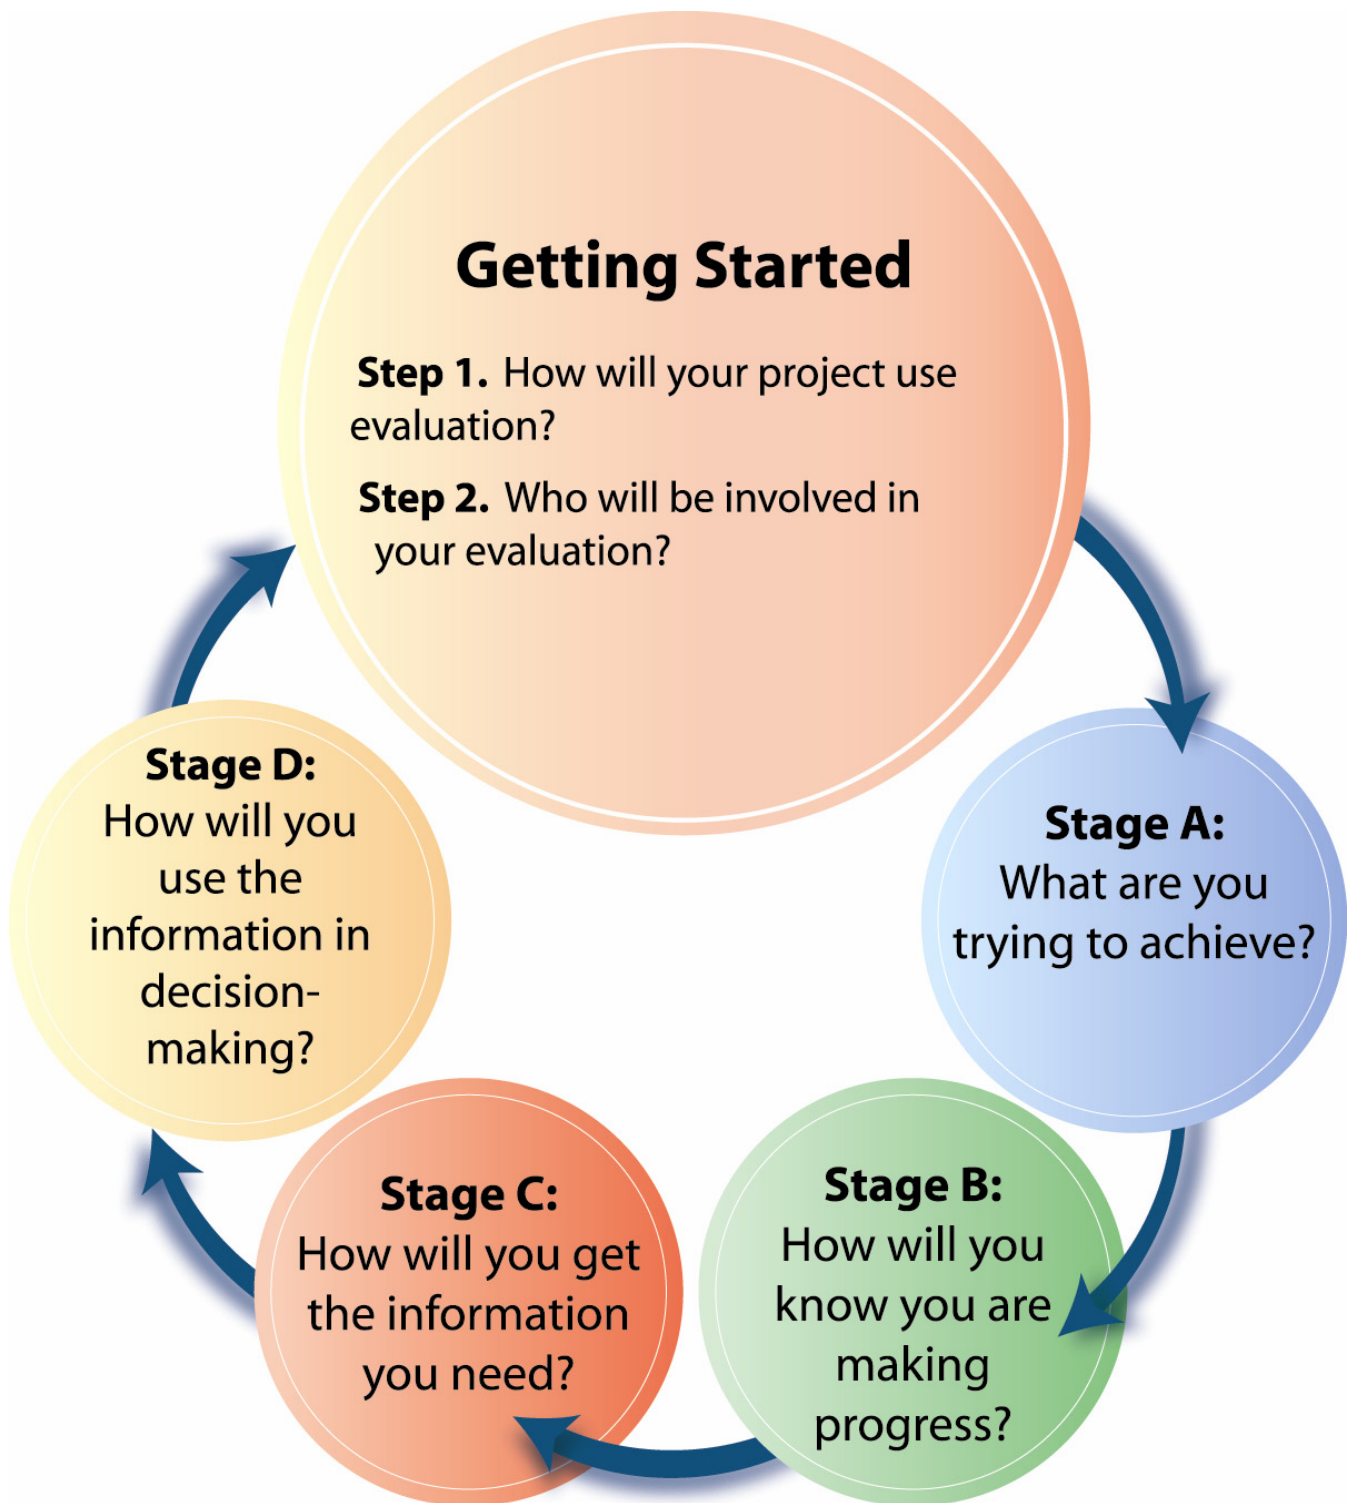 Getting Started
Step 1. How will your project use
evaluation?
Step 2. Who will be involved in
your evaluation?
Stage A:
What are you
trying to achieve?
Stage B:
How will you
know you are
making
progress?
Stage C:
How will you get
the information
you need?
Stage D:
How will you
use the
information in
decision-
making?